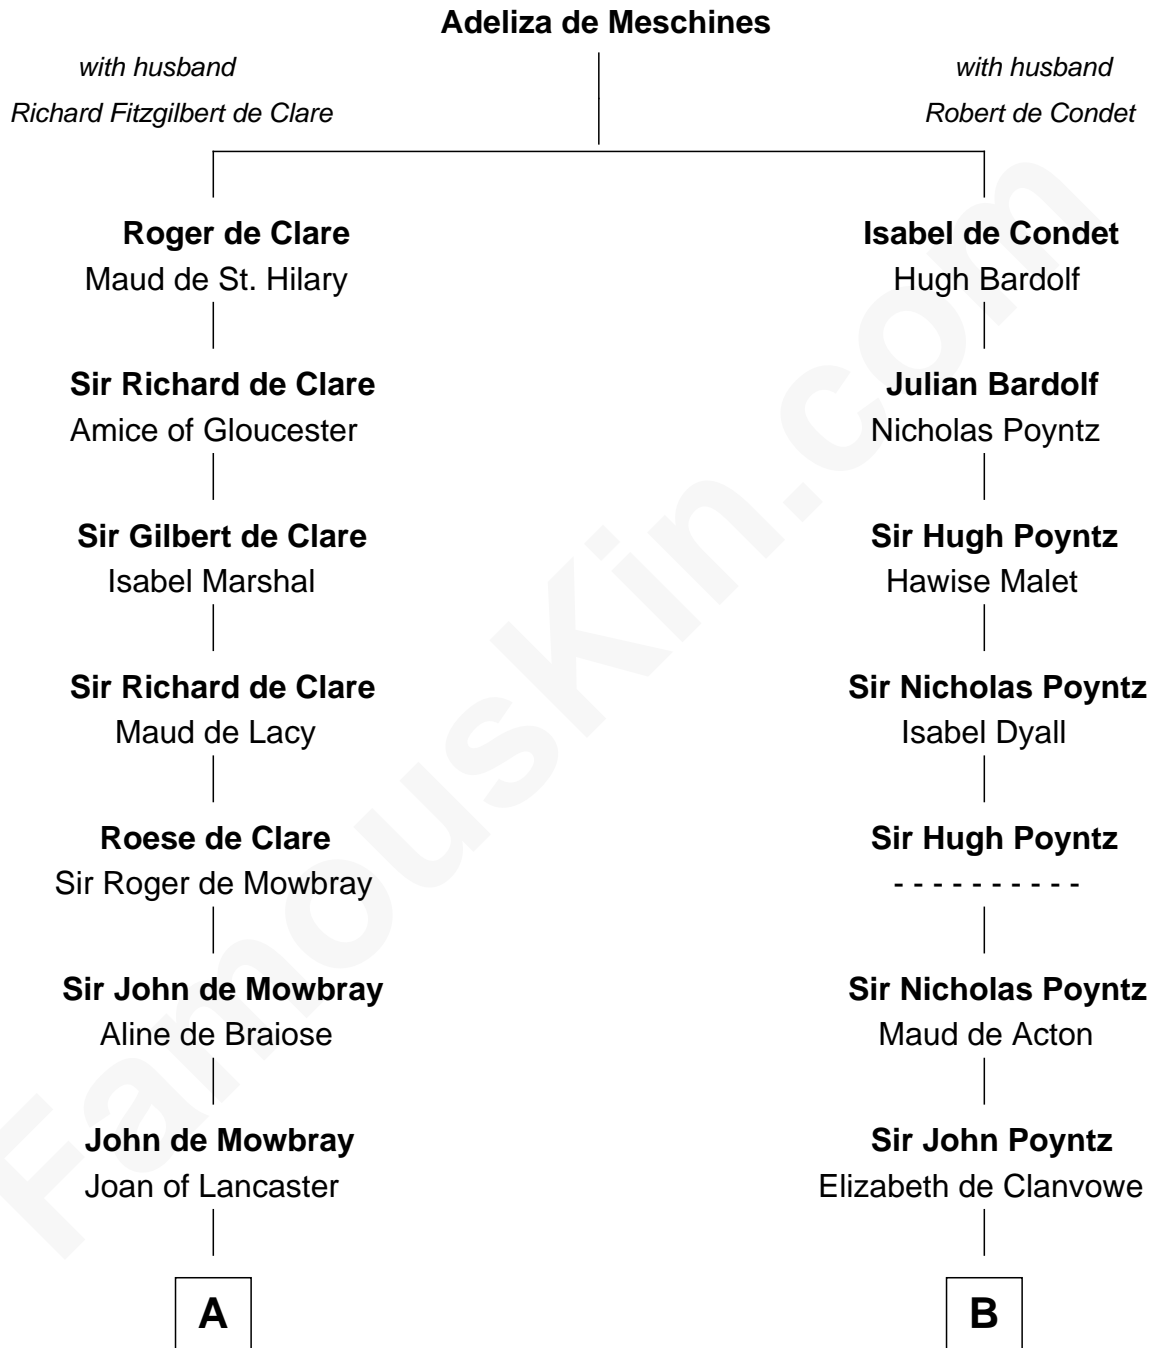 Adeliza de Meschines
with husband
Richard Fitzgilbert de Clare
with husband
Robert de Condet
Roger de Clare
Maud de St. Hilary
Isabel de Condet
Hugh Bardolf
Sir Richard de Clare
Amice of Gloucester
Julian Bardolf
Nicholas Poyntz
Sir Gilbert de Clare
Isabel Marshal
Sir Hugh Poyntz
Hawise Malet
Sir Richard de Clare
Maud de Lacy
Sir Nicholas Poyntz
Isabel Dyall
Roese de Clare
Sir Roger de Mowbray
Sir Hugh Poyntz
- - - - - - - - - -
Sir John de Mowbray
Aline de Braiose
Sir Nicholas Poyntz
Maud de Acton
John de Mowbray
Joan of Lancaster
Sir John Poyntz
Elizabeth de Clanvowe
A
B
FamousKin.com